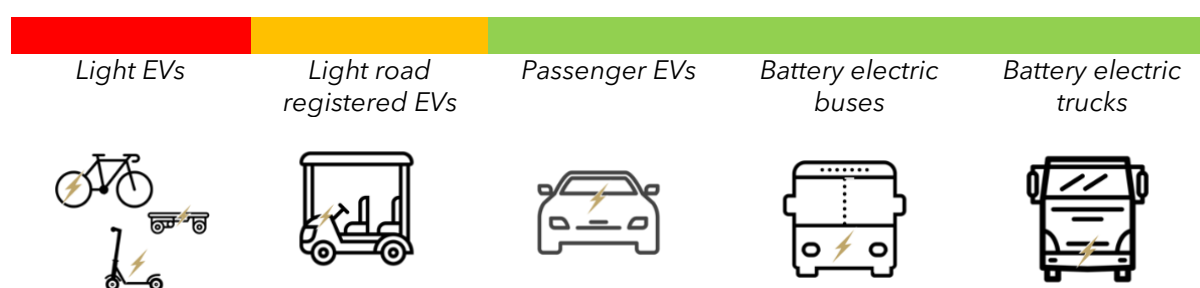 Light EVs
Light road
registered EVs
Passenger EVs
Battery electric
buses
Battery electric
trucks